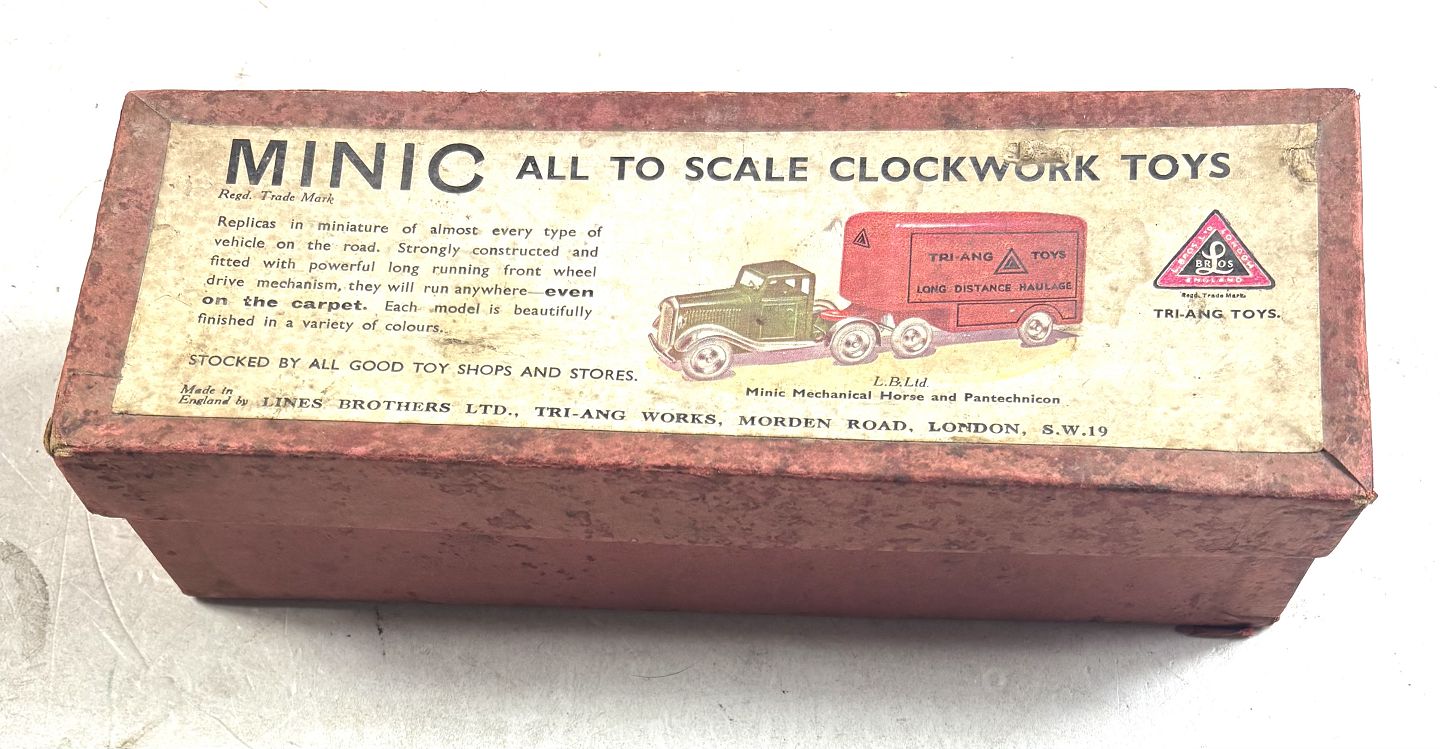 MINIC ALL TO SCALE CLOCKWORK TOYS
Regd. Trade Mark
Replicas in miniature of almost every type of
vehicle on the road. Strongly constructed and
fitted with powerful long running front wheel
drive mechanism, they will run anywhere—even
on the carpet. Each model is beautifully
finished in a variety of colours.
STOCKED BY ALL GOOD TOY SHOPS AND STORES.
Made in
England by LINES BROTHERS LTD., TRI-ANG WORKS, MORDEN ROAD, LONDON, S.W.19
TRI-ANG TOYS
LONG DISTANCE HAULAGE
L.B.Ltd.
Minic Mechanical Horse and Pantechnicon
L BROS LTD LONDON
L BROS
ENGLAND
Regd. Trade Mark.
TRI-ANG TOYS.